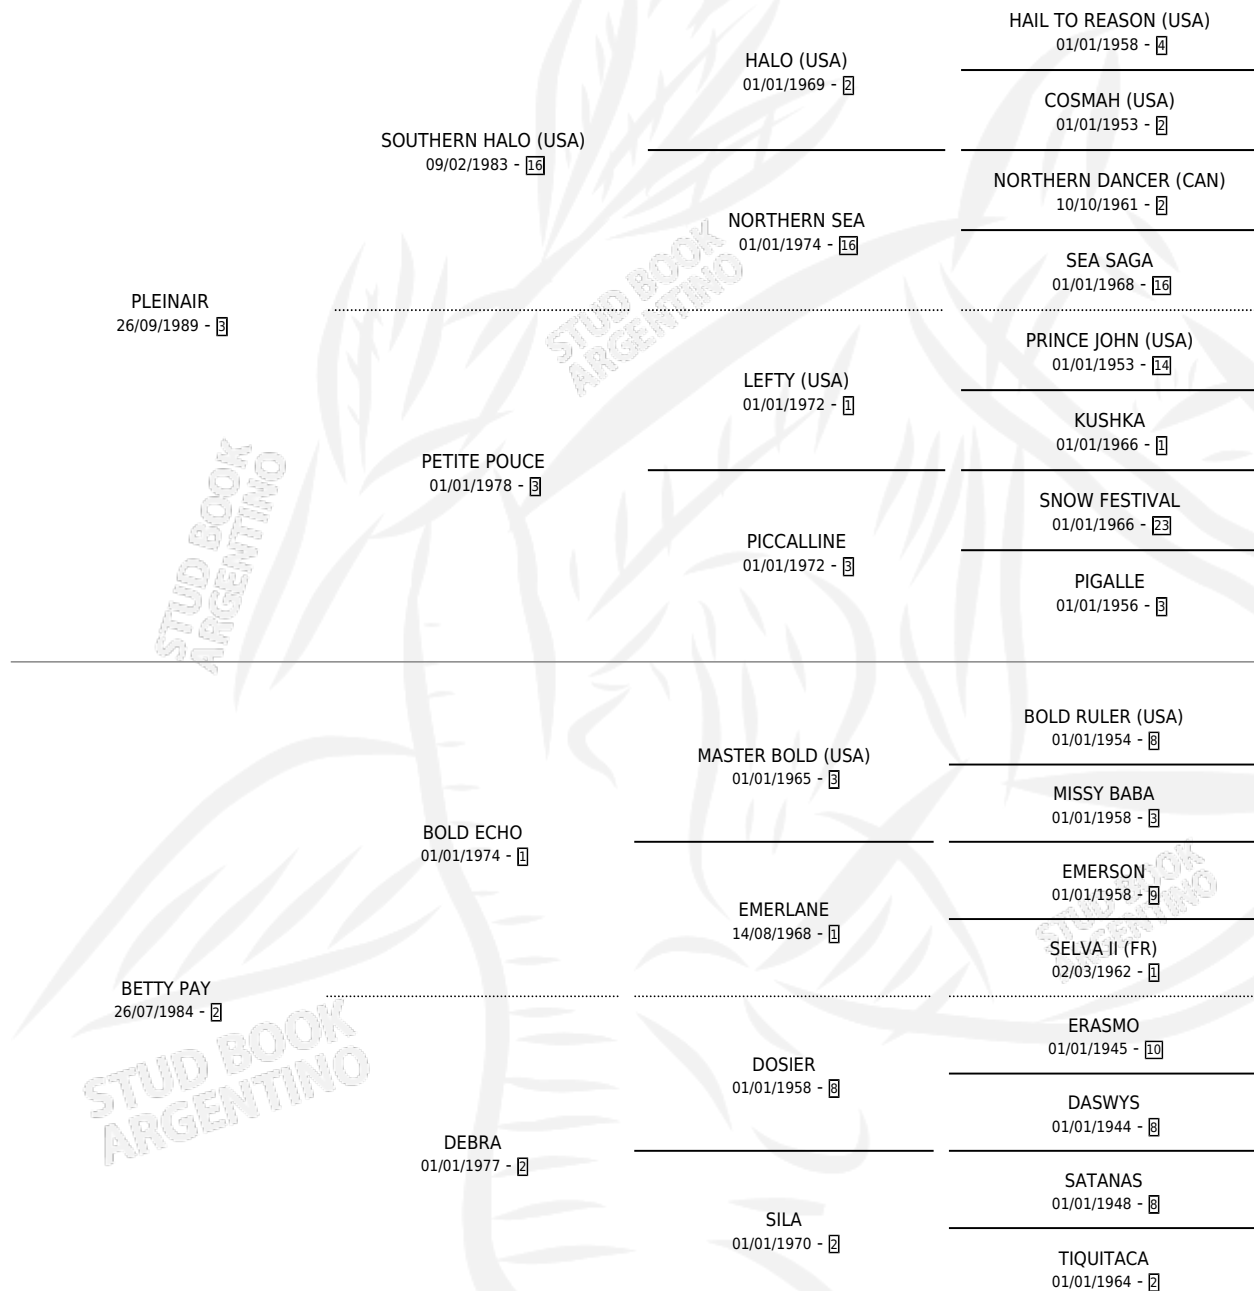 HAIL TO REASON (USA)
01/01/1958 - 4
HALO (USA)
01/01/1969 - 2
COSMAH (USA)
01/01/1953 - 2
SOUTHERN HALO (USA)
09/02/1983 - 16
NORTHERN DANCER (CAN)
10/10/1961 - 2
NORTHERN SEA
01/01/1974 - 16
SEA SAGA
01/01/1968 - 16
PLEINAIR
26/09/1989 - 3
PRINCE JOHN (USA)
01/01/1953 - 14
LEFTY (USA)
01/01/1972 - 1
KUSHKA
01/01/1966 - 1
PETITE POUCE
01/01/1978 - 3
SNOW FESTIVAL
01/01/1966 - 23
PICCALLINE
01/01/1972 - 3
PIGALLE
01/01/1956 - 3
BOLD RULER (USA)
01/01/1954 - 8
MASTER BOLD (USA)
01/01/1965 - 3
MISSY BABA
01/01/1958 - 3
BOLD ECHO
01/01/1974 - 1
EMERSON
01/01/1958 - 9
EMERLANE
14/08/1968 - 1
SELVA II (FR)
02/03/1962 - 1
BETTY PAY
26/07/1984 - 2
ERASMO
01/01/1945 - 10
DOSIER
01/01/1958 - 8
DASWYS
01/01/1944 - 8
DEBRA
01/01/1977 - 2
SATANAS
01/01/1948 - 8
SILA
01/01/1970 - 2
TIQUITACA
01/01/1964 - 2
STUD BOOK
ARGENTINO
STUD BOOK
ARGENTINO
STUD BOOK
ARGENTINO
STUD BOOK
ARGENTINO